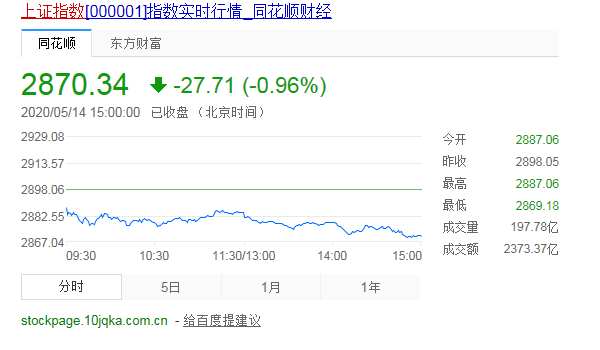 上证指数[000001]指数实时行情_同花顺财经
同花顺 东方财富
2870.34 -27.71 (-0.96%)
2020/05/14 15:00:00 已收盘 （北京时间）
2929.08
2913.57
2898.06
2882.55
2867.04
09:30 10:30 11:30/13:00 14:00 15:00
今开 2887.06
昨收 2898.05
最高 2887.06
最低 2869.18
成交量 197.78亿
成交额 2373.37亿
分时 5日 1月 1年
stockpage.10jqka.com.cn - 给百度提建议